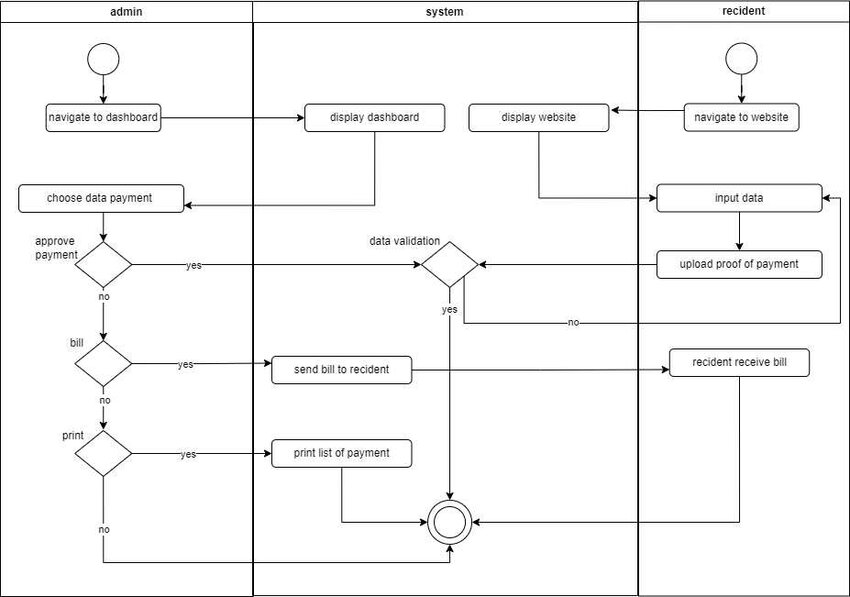 admin
system
recident
navigate to dashboard
display dashboard
display website
navigate to website
choose data payment
input data
approve
payment
yes
data validation
upload proof of payment
no
yes
no
bill
yes
send bill to recident
recident receive bill
no
print
yes
print list of payment
no